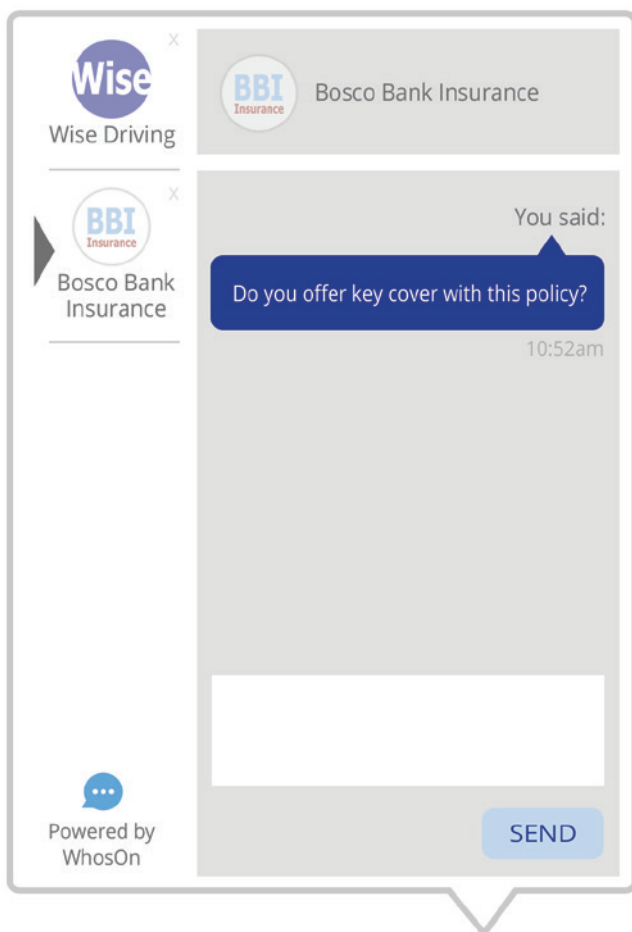 x
Wise
Wise Driving
x
BBI
Insurance
Bosco Bank
Insurance
Powered by
WhosOn
BBI
Insurance
Bosco Bank Insurance
You said:
Do you offer key cover with this policy?
10:52am
SEND